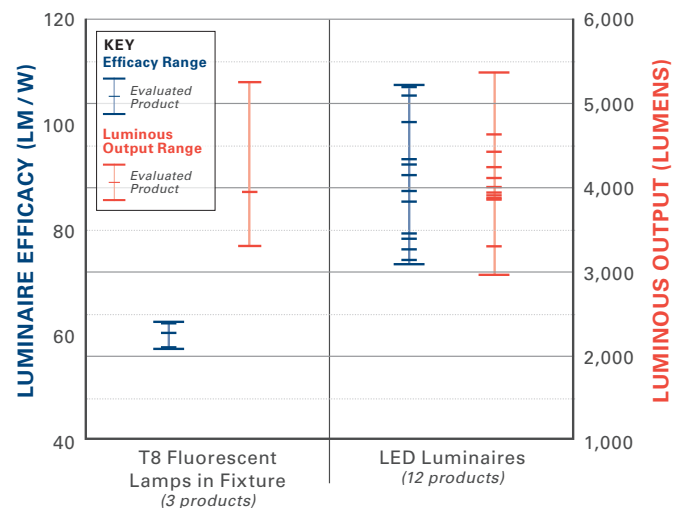 LUMINAIRE EFFICACY (LM / W)
120
100
80
60
40
KEY
Efficacy Range
Evaluated
Product
Luminous
Output Range
Evaluated
Product
6,000
5,000
4,000
3,000
2,000
1,000
LUMINOUS OUTPUT (LUMENS)
T8 Fluorescent
Lamps in Fixture
(3 products)
LED Luminaires
(12 products)